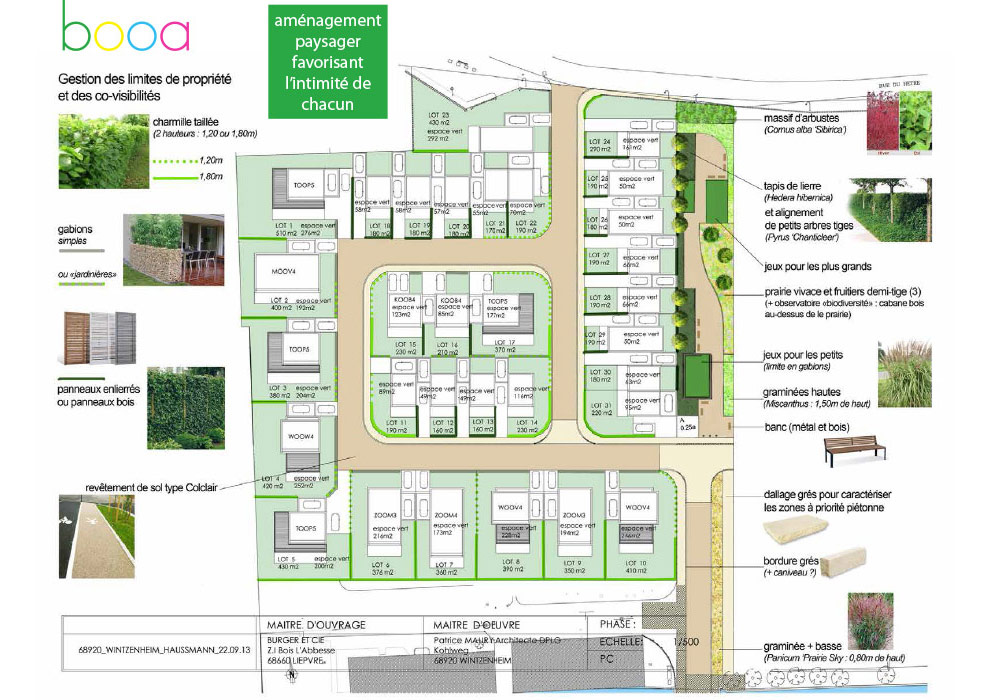 booa
aménagement
paysager
favorisant
l'intimité de
chacun
Gestion des limites de propriété
et des co-visibilités
charmille taillée
(2 hauteurs : 1,20 ou 1,80m)
1,20m
1,80m
gabions
simples
ou «jardinières»
panneaux enlierrés
ou panneaux bois
revêtement de sol type Colclair
massif d'arbustes
(Cornus alba 'Sibirica')
tapis de lierre
(Hedera hibernica)
et alignement
de petits arbres tiges
(Pyrus 'Chanticleer')
jeux pour les plus grands
prairie vivace et fruitiers demi-tige (3)
(+ observatoire «biodiversité» : cabane bois
au-dessus de la prairie)
jeux pour les petits
(limite en gabions)
graminées hautes
(Miscanthus : 1,50m de haut)
banc (métal et bois)
dallage grés pour caractériser
les zones à priorité piétonne
bordure grés
(+ caniveau ?)
graminée + basse
(Panicum 'Prairie Sky : 0,80m de haut)
LOT 23
430 m2
espace vert
292 m2
TOOP5
LOT 1
510 m2
espace vert
276m2
espace vert
58m2
LOT 18
180 m2
espace vert
58m2
LOT 19
180 m2
espace vert
57m2
LOT 20
180 m2
espace vert
55m2
LOT 21
170 m2
espace vert
70m2
LOT 22
190 m2
MOOV4
LOT 2
400 m2
espace vert
192m2
TOOP5
LOT 3
380 m2
espace vert
204m2
WOOV4
LOT 4
420 m2
espace vert
252m2
TOOP5
LOT 5
430 m2
espace vert
200m2
KOOB4
espace vert
123m2
LOT 15
230 m2
KOOB4
espace vert
85m2
LOT 16
210 m2
TOOP5
espace vert
177m2
LOT 17
370 m2
espace vert
89m2
LOT 11
190 m2
espace vert
49m2
LOT 12
160 m2
espace vert
49m2
LOT 13
160 m2
espace vert
116m2
LOT 14
230 m2
LOT 24
290 m2
espace vert
161m2
LOT 25
190 m2
espace vert
50m2
LOT 26
190 m2
espace vert
50m2
LOT 27
190 m2
espace vert
66m2
LOT 28
190 m2
espace vert
66m2
LOT 29
190 m2
espace vert
50m2
LOT 30
180 m2
espace vert
63m2
LOT 31
220 m2
espace vert
95m2
A
0.25a
ZOOM3
espace vert
216m2
LOT 6
376 m2
ZOOM4
espace vert
173m2
LOT 7
360 m2
WOOV4
espace vert
228m2
LOT 8
390 m2
ZOOM3
espace vert
194m2
LOT 9
350 m2
WOOV4
espace vert
246m2
LOT 10
410 m2
68920_WINTZENHEIM_HAUSSMANN_22.09.13
MAITRE D'OUVRAGE
BURGER ET CIE
Z.I Bois L'Abbesse
68660 LIEPVRE
MAITRE D'OEUVRE
Patrice MAURY Architecte DPLG
Kohlweg
68920 WINTZENHEIM
PHASE :
ECHELLE: 1/500
PC
N